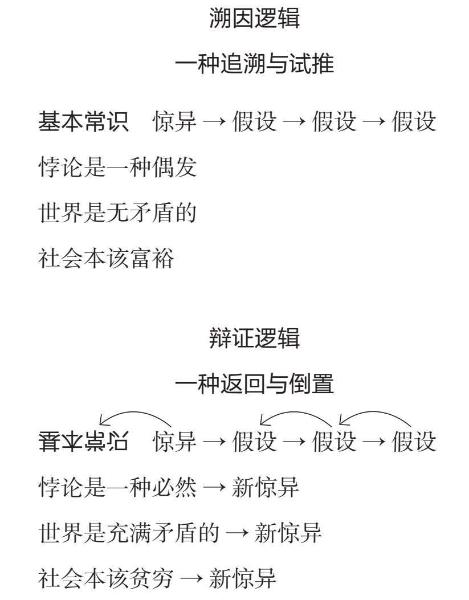 溯因逻辑
一种追溯与试推
基本常识 惊异 → 假设 → 假设 → 假设
悖论是一种偶发
世界是无矛盾的
社会本该富裕
辩证逻辑
一种返回与倒置
基本常识 惊异 → 假设 → 假设 → 假设
悖论是一种必然 → 新惊异
世界是充满矛盾的 → 新惊异
社会本该贫穷 → 新惊异